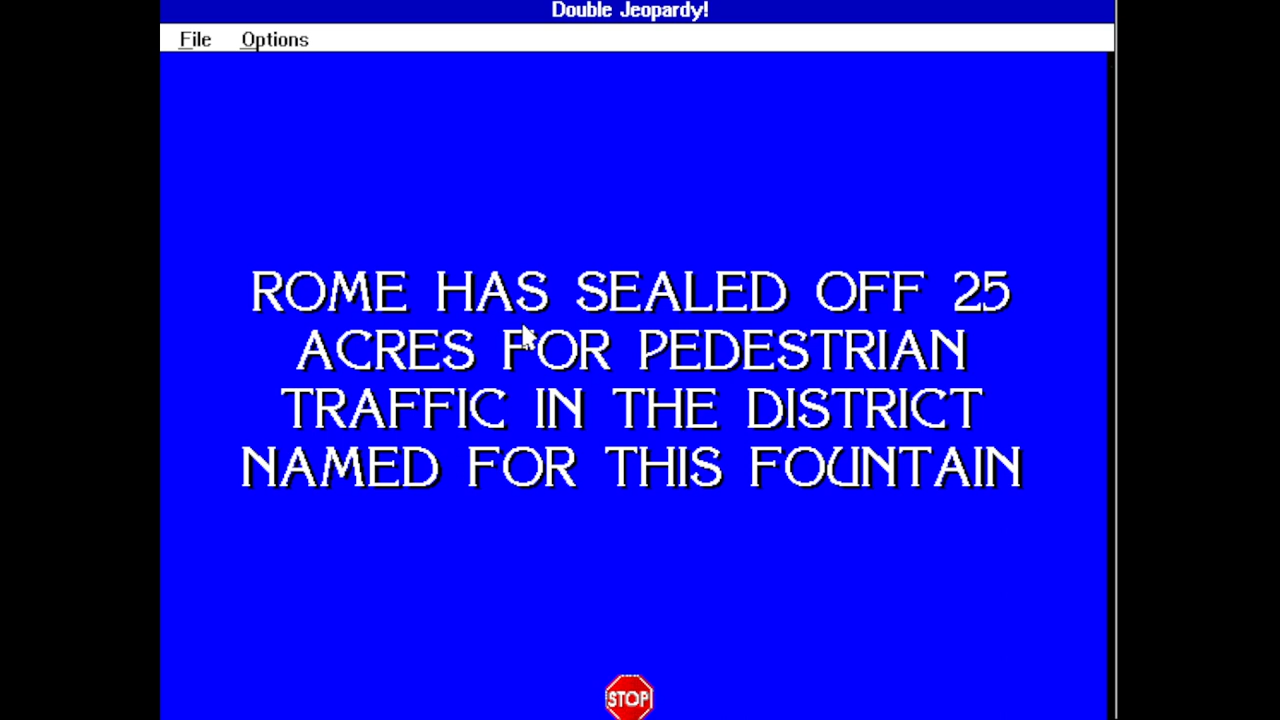 Double Jeopardy!
File Options
ROME HAS SEALED OFF 25
ACRES FOR PEDESTRIAN
TRAFFIC IN THE DISTRICT
NAMED FOR THIS FOUNTAIN
STOP